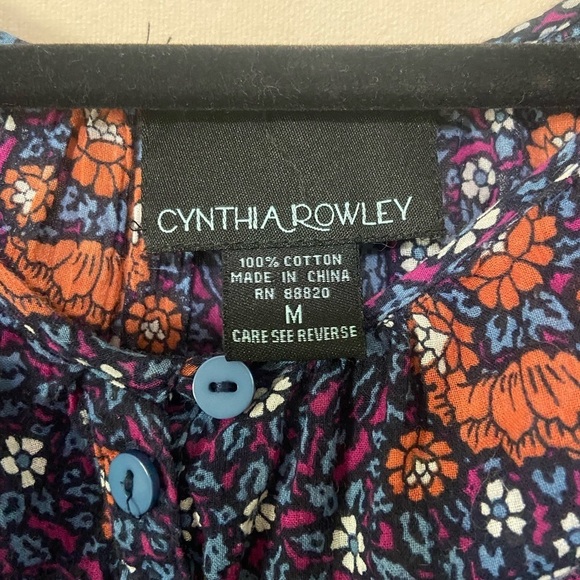 CYNTHIA ROWLEY
100% COTTON
MADE IN CHINA
RN 88820
M
CARE SEE REVERSE